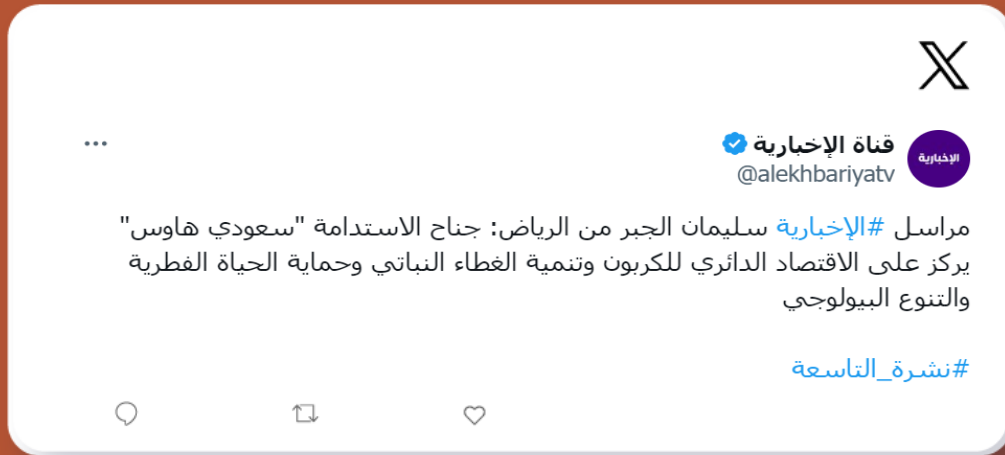 قناة الإخبارية
الإخبارية
@alekhbariyatv
مراسل #الإخبارية سليمان الجبر من الرياض: جناح الاستدامة "سعودي هاوس"
يركز على الاقتصاد الدائري للكربون وتنمية الغطاء النباتي وحماية الحياة الفطرية
والتنوع البيولوجي
#نشرة_التاسعة